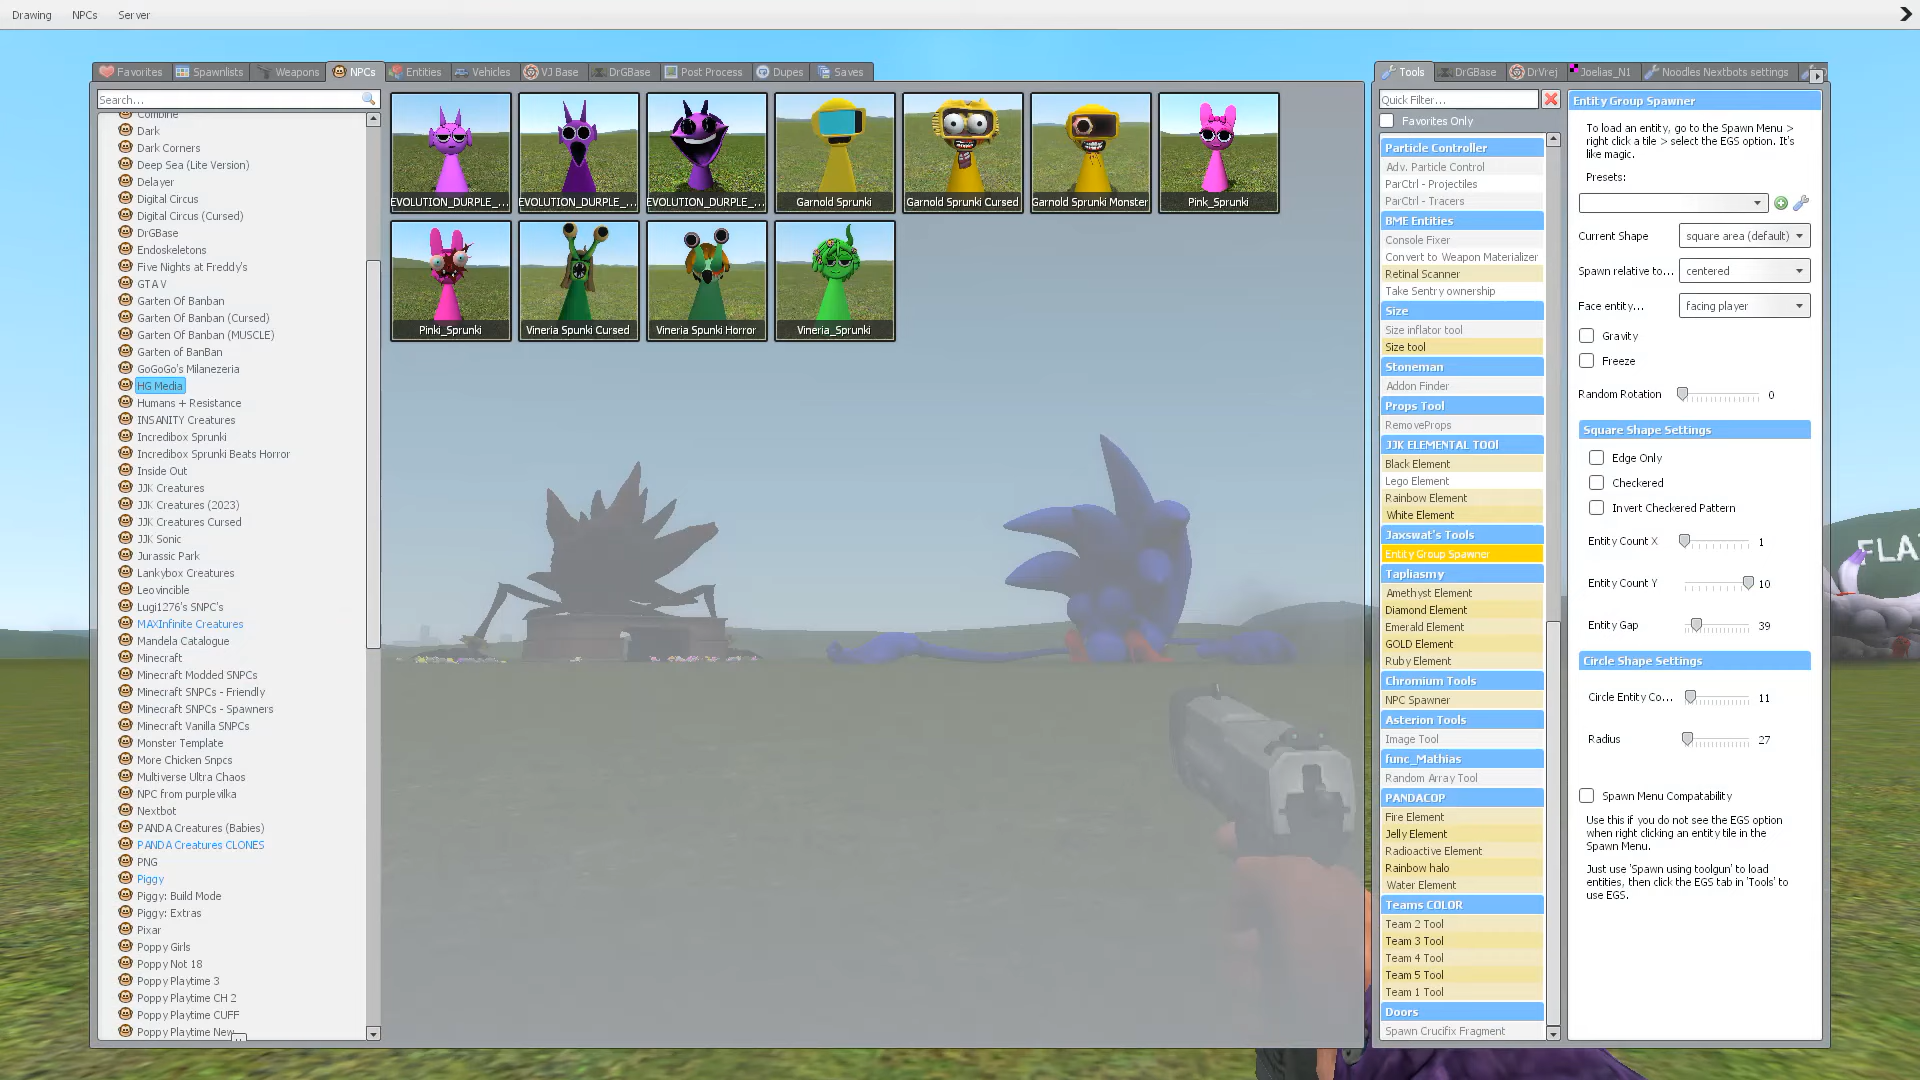 Drawing NPCs Server
Favorites Spawnlists Weapons NPCs Entities Vehicles VJ Base DrGBase Post Process Dupes Saves
Search...
Combine
Dark
Dark Corners
Deep Sea (Lite Version)
Delayer
Digital Circus
Digital Circus (Cursed)
DrGBase
Endoskeletons
Five Nights at Freddy's
GTA V
Garten Of Banban
Garten Of Banban (Cursed)
Garten Of Banban (MUSCLE)
Garten of BanBan
GoGoGo's Milanezeria
HG Media
Humans + Resistance
INSANITY Creatures
Incredibox Sprunki
Incredibox Sprunki Beats Horror
Inside Out
JJK Creatures
JJK Creatures (2023)
JJK Creatures Cursed
JJK Sonic
Jurassic Park
Lankybox Creatures
Leovincible
Lugi1276's SNPC's
MAXInfinite Creatures
Mandela Catalogue
Minecraft
Minecraft Modded SNPCs
Minecraft SNPCs - Friendly
Minecraft SNPCs - Spawners
Minecraft Vanilla SNPCs
Monster Template
More Chicken Snpcs
Multiverse Ultra Chaos
NPC from purplevilka
Nextbot
PANDA Creatures (Babies)
PANDA Creatures CLONES
PNG
Piggy
Piggy: Build Mode
Piggy: Extras
Pixar
Poppy Girls
Poppy Not 18
Poppy Playtime 3
Poppy Playtime CH 2
Poppy Playtime CUFF
Poppy Playtime New
EVOLUTION_DURPLE_... EVOLUTION_DURPLE_... EVOLUTION_DURPLE_... Garnold Sprunki Garnold Sprunki Cursed Garnold Sprunki Monster Pink_Sprunki
Pinki_Sprunki Vineria Spunki Cursed Vineria Spunki Horror Vineria_Sprunki
Tools DrGBase DrVrej Joelias_N1 Noodles Nextbots settings
Quick Filter...
Favorites Only
Particle Controller
Adv. Particle Control
ParCtrl - Projectiles
ParCtrl - Tracers
BME Entities
Console Fixer
Convert to Weapon Materializer
Retinal Scanner
Take Sentry ownership
Size
Size inflator tool
Size tool
Stoneman
Addon Finder
Props Tool
RemoveProps
JJK ELEMENTAL TOOl
Black Element
Lego Element
Rainbow Element
White Element
Jaxswat's Tools
Entity Group Spawner
Tapliasmy
Amethyst Element
Diamond Element
Emerald Element
GOLD Element
Ruby Element
Chromium Tools
NPC Spawner
Asterion Tools
Image Tool
func_Mathias
Random Array Tool
PANDACOP
Fire Element
Jelly Element
Radioactive Element
Rainbow halo
Water Element
Teams COLOR
Team 2 Tool
Team 3 Tool
Team 4 Tool
Team 5 Tool
Team 1 Tool
Doors
Spawn Crucifix Fragment
Entity Group Spawner
To load an entity, go to the Spawn Menu >
right click a tile > select the EGS option. It's
like magic.
Presets:
Current Shape square area (default)
Spawn relative to... centered
Face entity... facing player
Gravity
Freeze
Random Rotation 0
Square Shape Settings
Edge Only
Checkered
Invert Checkered Pattern
Entity Count X 1
Entity Count Y 10
Entity Gap 39
Circle Shape Settings
Circle Entity Co... 11
Radius 27
Spawn Menu Compatability
Use this if you do not see the EGS option
when right clicking an entity tile in the
Spawn Menu.
Just use 'Spawn using toolgun' to load
entities, then click the EGS tab in 'Tools' to
use EGS.